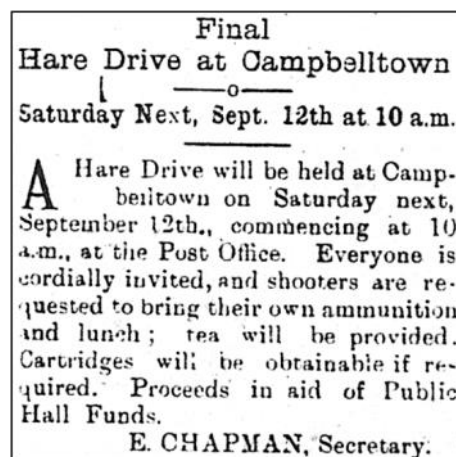 Final
Hare Drive at Campbelltown
Saturday Next, Sept. 12th at 10 a.m.
A Hare Drive will be held at Camp-
belltown on Saturday next,
September 12th., commencing at 10
a.m., at the Post Office. Everyone is
cordially invited, and shooters are re-
quested to bring their own ammunition
and lunch; tea will be provided.
Cartridges will be obtainable if re-
quired. Proceeds in aid of Public
Hall Funds.
E. CHAPMAN, Secretary.